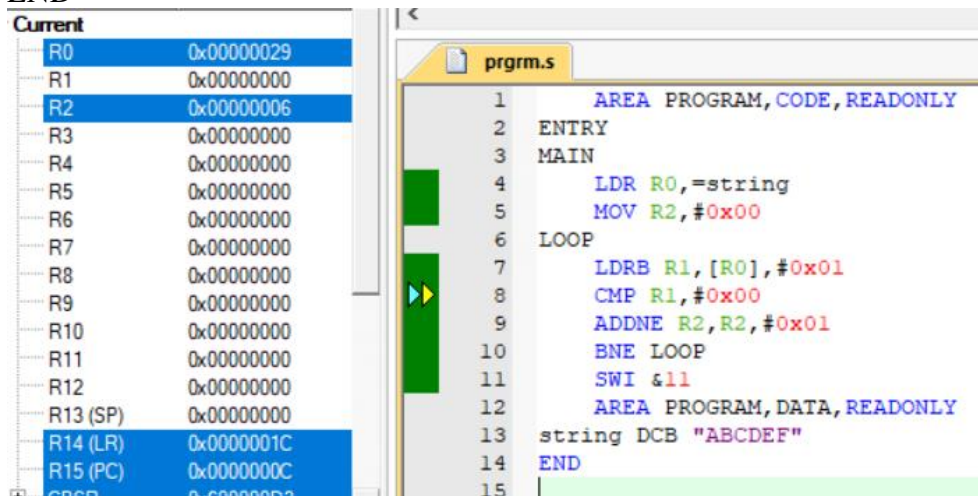 END
Current
R0 0x00000029
R1 0x00000000
R2 0x00000006
R3 0x00000000
R4 0x00000000
R5 0x00000000
R6 0x00000000
R7 0x00000000
R8 0x00000000
R9 0x00000000
R10 0x00000000
R11 0x00000000
R12 0x00000000
R13 (SP) 0x00000000
R14 (LR) 0x0000001C
R15 (PC) 0x0000000C
prgrm.s
1 AREA PROGRAM,CODE,READONLY
2 ENTRY
3 MAIN
4 LDR R0,=string
5 MOV R2,#0x00
6 LOOP
7 LDRB R1,[R0],#0x01
8 CMP R1,#0x00
9 ADDNE R2,R2,#0x01
10 BNE LOOP
11 SWI &11
12 AREA PROGRAM,DATA,READONLY
13 string DCB "ABCDEF"
14 END
15